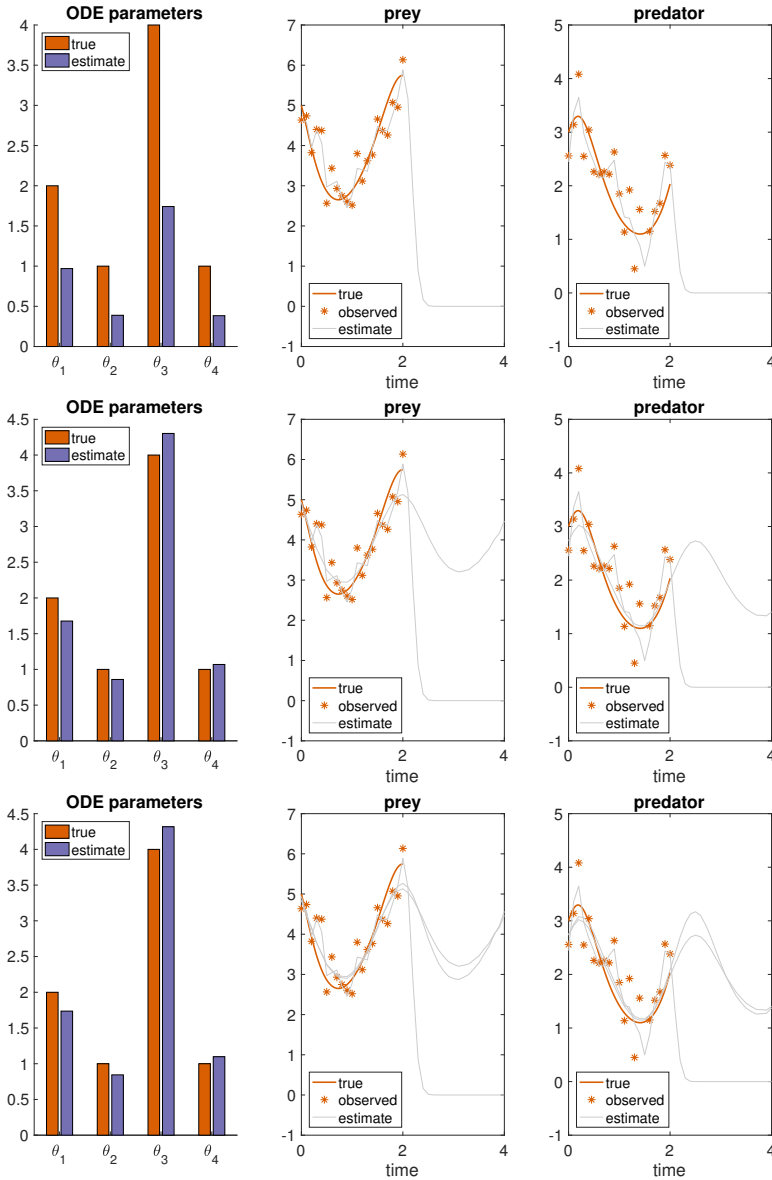 ODE parameters
4
3.5
3
2.5
2
1.5
1
0.5
0
true
estimate
θ1 θ2 θ3 θ4
prey
7
6
5
4
3
2
1
0
-1
true
observed
estimate
0 2 4
time
predator
5
4
3
2
1
0
-1
true
observed
estimate
0 2 4
time
ODE parameters
4.5
4
3.5
3
2.5
2
1.5
1
0.5
0
true
estimate
θ1 θ2 θ3 θ4
prey
7
6
5
4
3
2
1
0
-1
true
observed
estimate
0 2 4
time
predator
5
4
3
2
1
0
-1
true
observed
estimate
0 2 4
time
ODE parameters
4.5
4
3.5
3
2.5
2
1.5
1
0.5
0
true
estimate
θ1 θ2 θ3 θ4
prey
7
6
5
4
3
2
1
0
-1
true
observed
estimate
0 2 4
time
predator
5
4
3
2
1
0
-1
true
observed
estimate
0 2 4
time